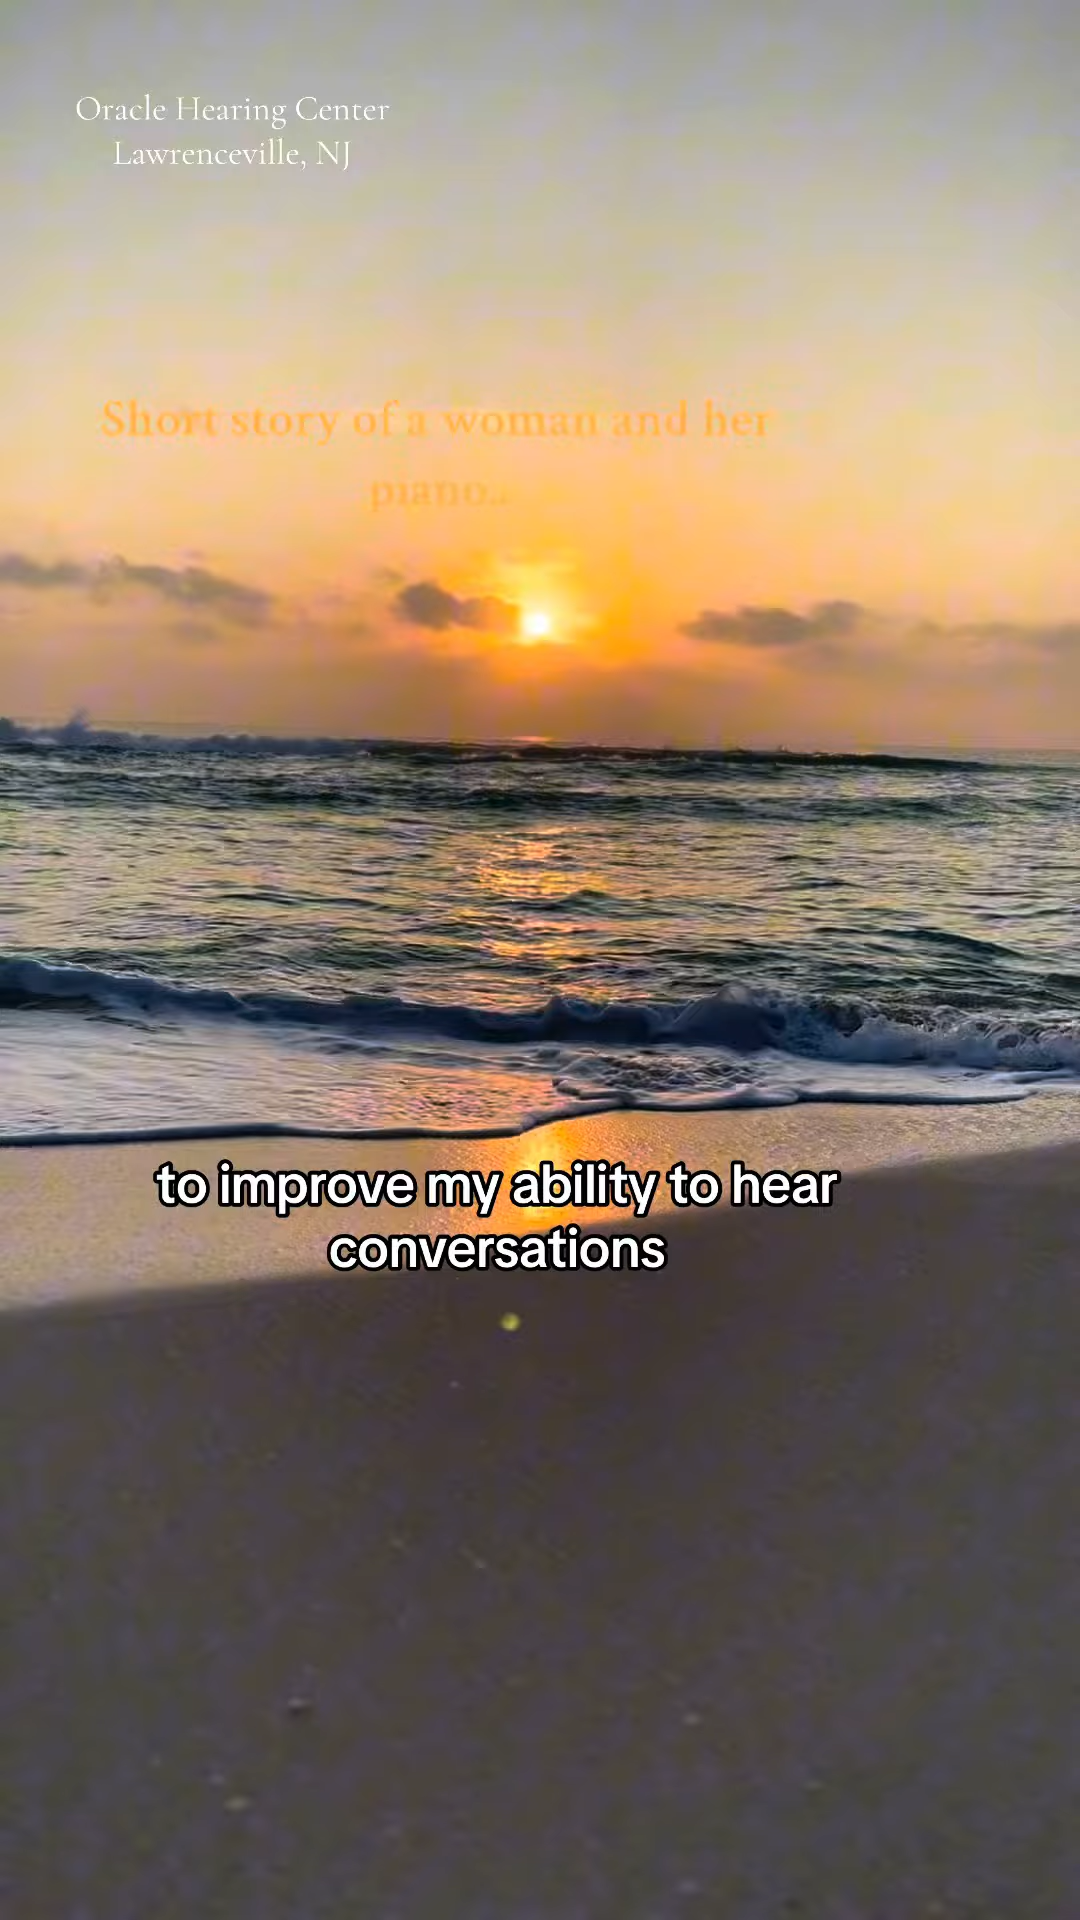 Oracle Hearing Center
Lawrenceville, NJ
Short story of a woman and her
piano..
to improve my ability to hear
conversations